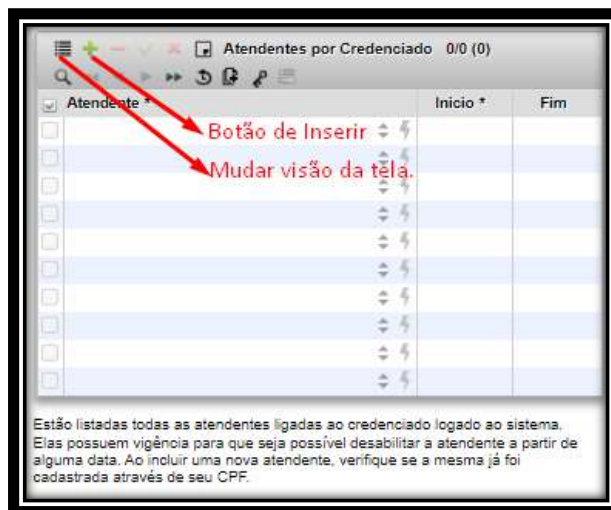 Atendentes por Credenciado 0/0 (0)
Atendente * Inicio * Fim
Botão de Inserir
Mudar visão da tela.
Estão listadas todas as atendentes ligadas ao credenciado logado ao sistema.
Elas possuem vigência para que seja possível desabilitar a atendente a partir de
alguma data. Ao incluir uma nova atendente, verifique se a mesma já foi
cadastrada através de seu CPF.